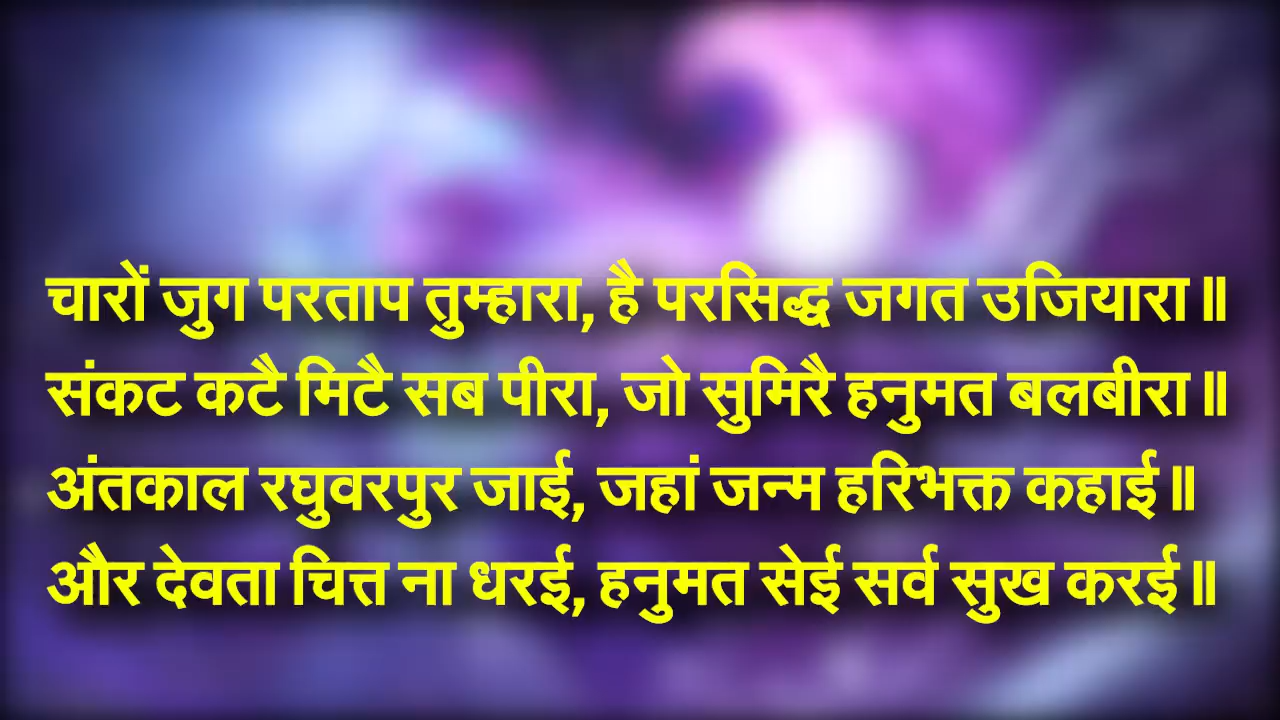 चारों जुग परताप तुम्हारा, है परसिद्ध जगत उजियारा॥
संकट कटै मिटै सब पीरा, जो सुमिरै हनुमत बलबीरा॥
अंतकाल रघुवरपुर जाई, जहां जन्म हरिभक्त कहाई॥
और देवता चित्त ना धरई, हनुमत सेई सर्व सुख करई॥